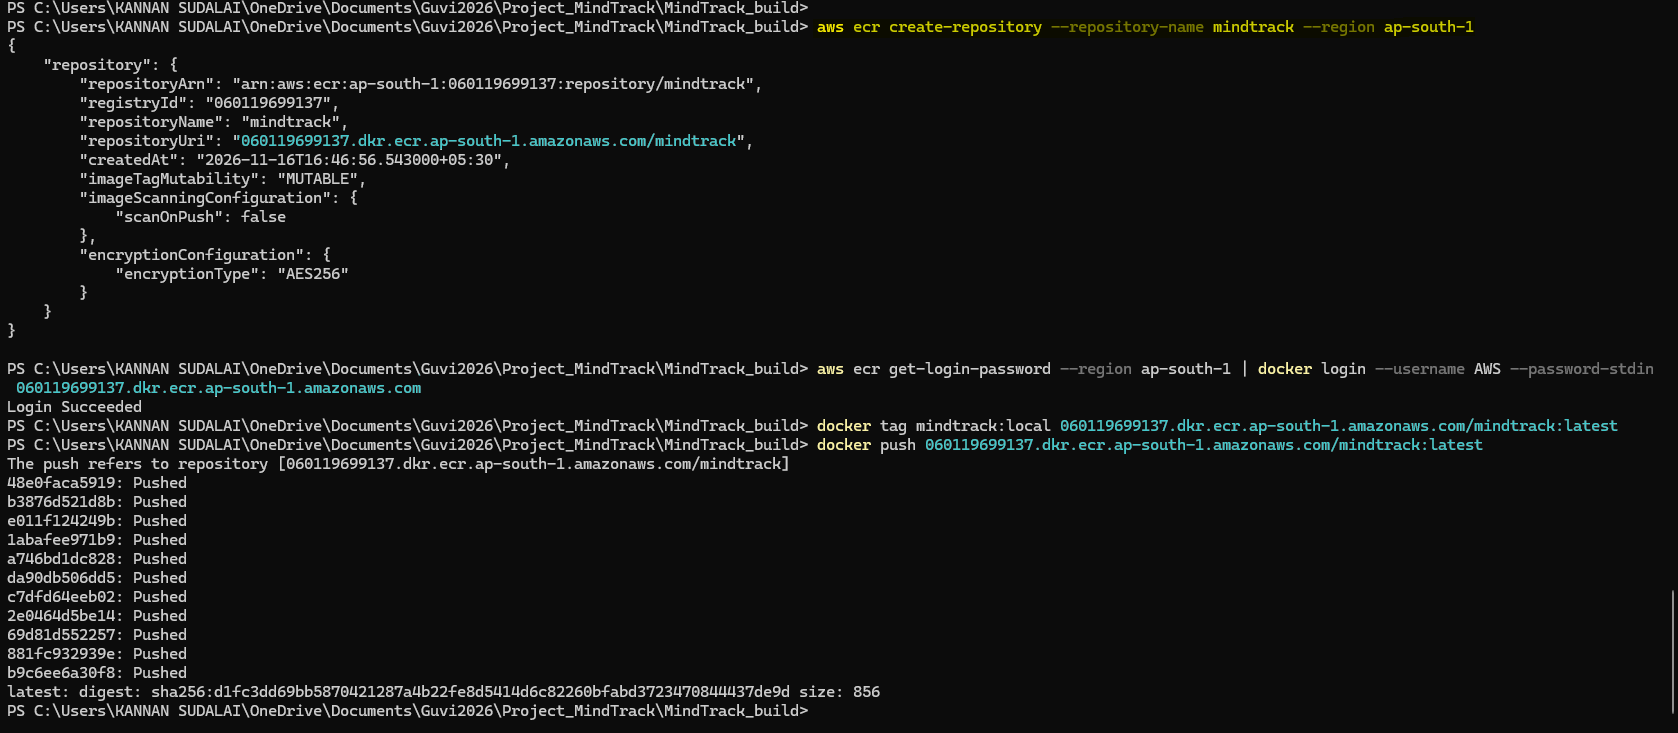 PS C:\Users\KANNAN SUDALAI\OneDrive\Documents\Guvi2026\Project_MindTrack\MindTrack_build>
PS C:\Users\KANNAN SUDALAI\OneDrive\Documents\Guvi2026\Project_MindTrack\MindTrack_build> aws ecr create-repository --repository-name mindtrack --region ap-south-1
{
    "repository": {
        "repositoryArn": "arn:aws:ecr:ap-south-1:060119699137:repository/mindtrack",
        "registryId": "060119699137",
        "repositoryName": "mindtrack",
        "repositoryUri": "060119699137.dkr.ecr.ap-south-1.amazonaws.com/mindtrack",
        "createdAt": "2026-11-16T16:46:56.543000+05:30",
        "imageTagMutability": "MUTABLE",
        "imageScanningConfiguration": {
            "scanOnPush": false
        },
        "encryptionConfiguration": {
            "encryptionType": "AES256"
        }
    }
}
PS C:\Users\KANNAN SUDALAI\OneDrive\Documents\Guvi2026\Project_MindTrack\MindTrack_build> aws ecr get-login-password --region ap-south-1 | docker login --username AWS --password-stdin
 060119699137.dkr.ecr.ap-south-1.amazonaws.com
Login Succeeded
PS C:\Users\KANNAN SUDALAI\OneDrive\Documents\Guvi2026\Project_MindTrack\MindTrack_build> docker tag mindtrack:local 060119699137.dkr.ecr.ap-south-1.amazonaws.com/mindtrack:latest
PS C:\Users\KANNAN SUDALAI\OneDrive\Documents\Guvi2026\Project_MindTrack\MindTrack_build> docker push 060119699137.dkr.ecr.ap-south-1.amazonaws.com/mindtrack:latest
The push refers to repository [060119699137.dkr.ecr.ap-south-1.amazonaws.com/mindtrack]
48e0faca5919: Pushed
b3876d521d8b: Pushed
e011f124249b: Pushed
1abafee971b9: Pushed
a746bd1dc828: Pushed
da90db506dd5: Pushed
c7dfd64eeb02: Pushed
2e0464d5be14: Pushed
69d81d552257: Pushed
881fc932939e: Pushed
b9c6ee6a30f8: Pushed
latest: digest: sha256:d1fc3dd69bb5870421287a4b22fe8d5414d6c82260bfabd3723470844437de9d size: 856
PS C:\Users\KANNAN SUDALAI\OneDrive\Documents\Guvi2026\Project_MindTrack\MindTrack_build>